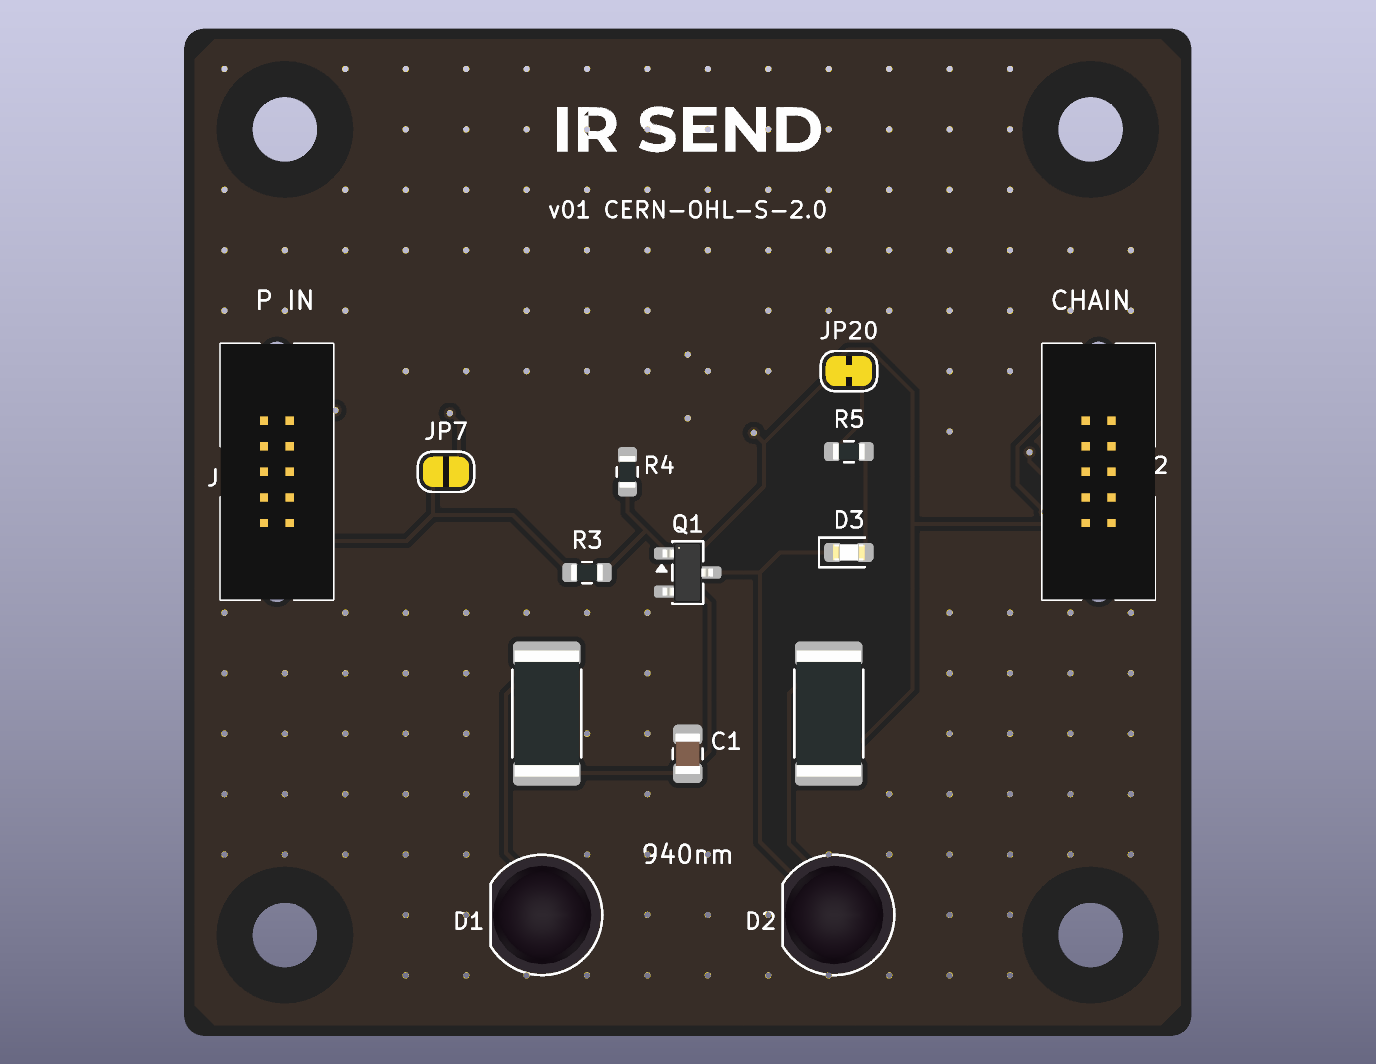 IR SEND
v01 CERN-OHL-S-2.0
P IN
CHAIN
JP20
R5
JP7
R4
J
2
Q1
D3
R3
C1
940nm
D1
D2